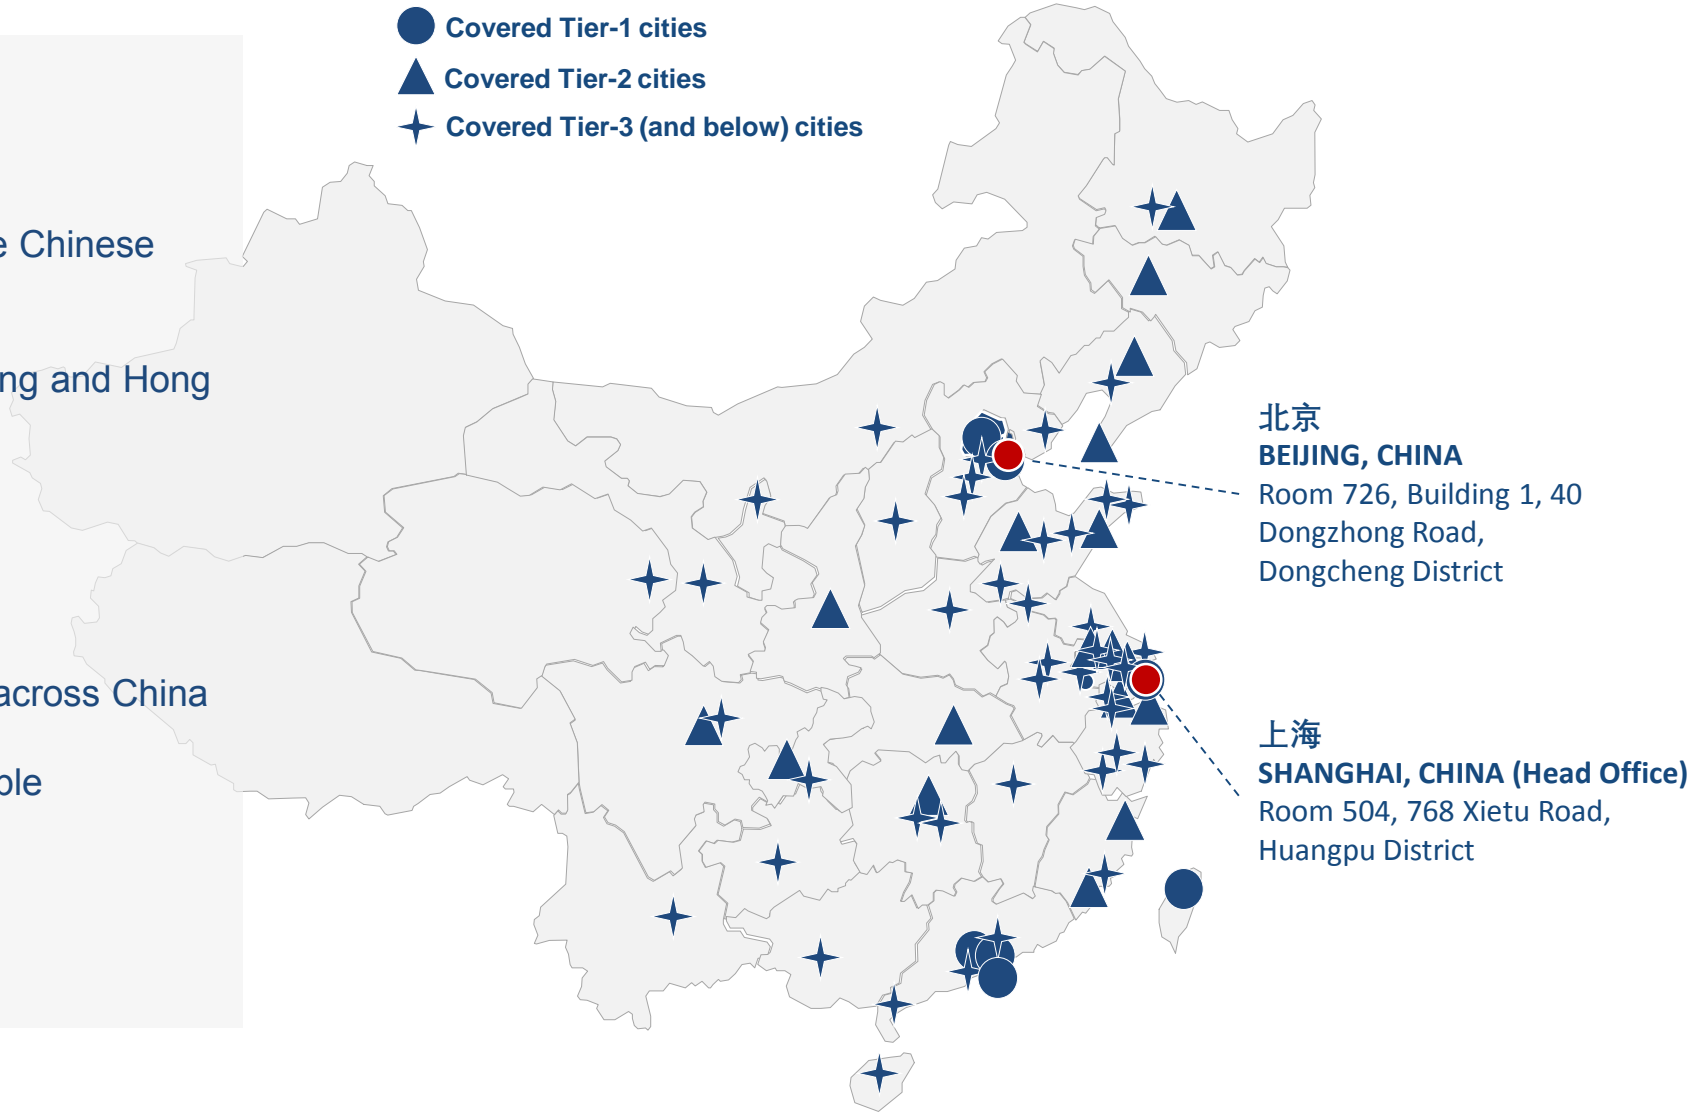 Covered Tier-1 cities
Covered Tier-2 cities
Covered Tier-3 (and below) cities
Chinese
and Hong
across China
北京
BEIJING, CHINA
Room 726, Building 1, 40
Dongzhong Road,
Dongcheng District
上海
SHANGHAI, CHINA (Head Office)
Room 504, 768 Xietu Road,
Huangpu District